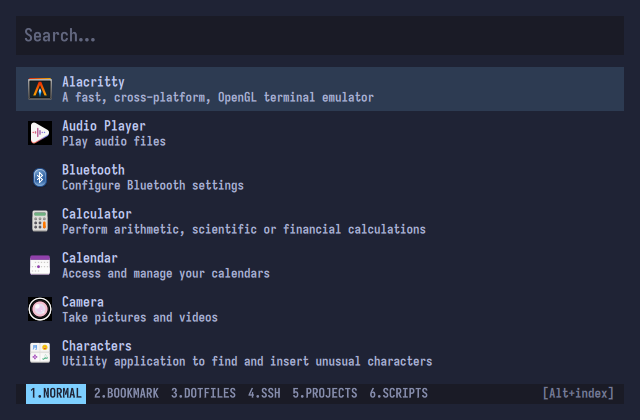 Search...
Alacritty
A fast, cross-platform, OpenGL terminal emulator
Audio Player
Play audio files
Bluetooth
Configure Bluetooth settings
Calculator
Perform arithmetic, scientific or financial calculations
Calendar
Access and manage your calendars
Camera
Take pictures and videos
Characters
Utility application to find and insert unusual characters
1.NORMAL 2.BOOKMARK 3.DOTFILES 4.SSH 5.PROJECTS 6.SCRIPTS [Alt+index]